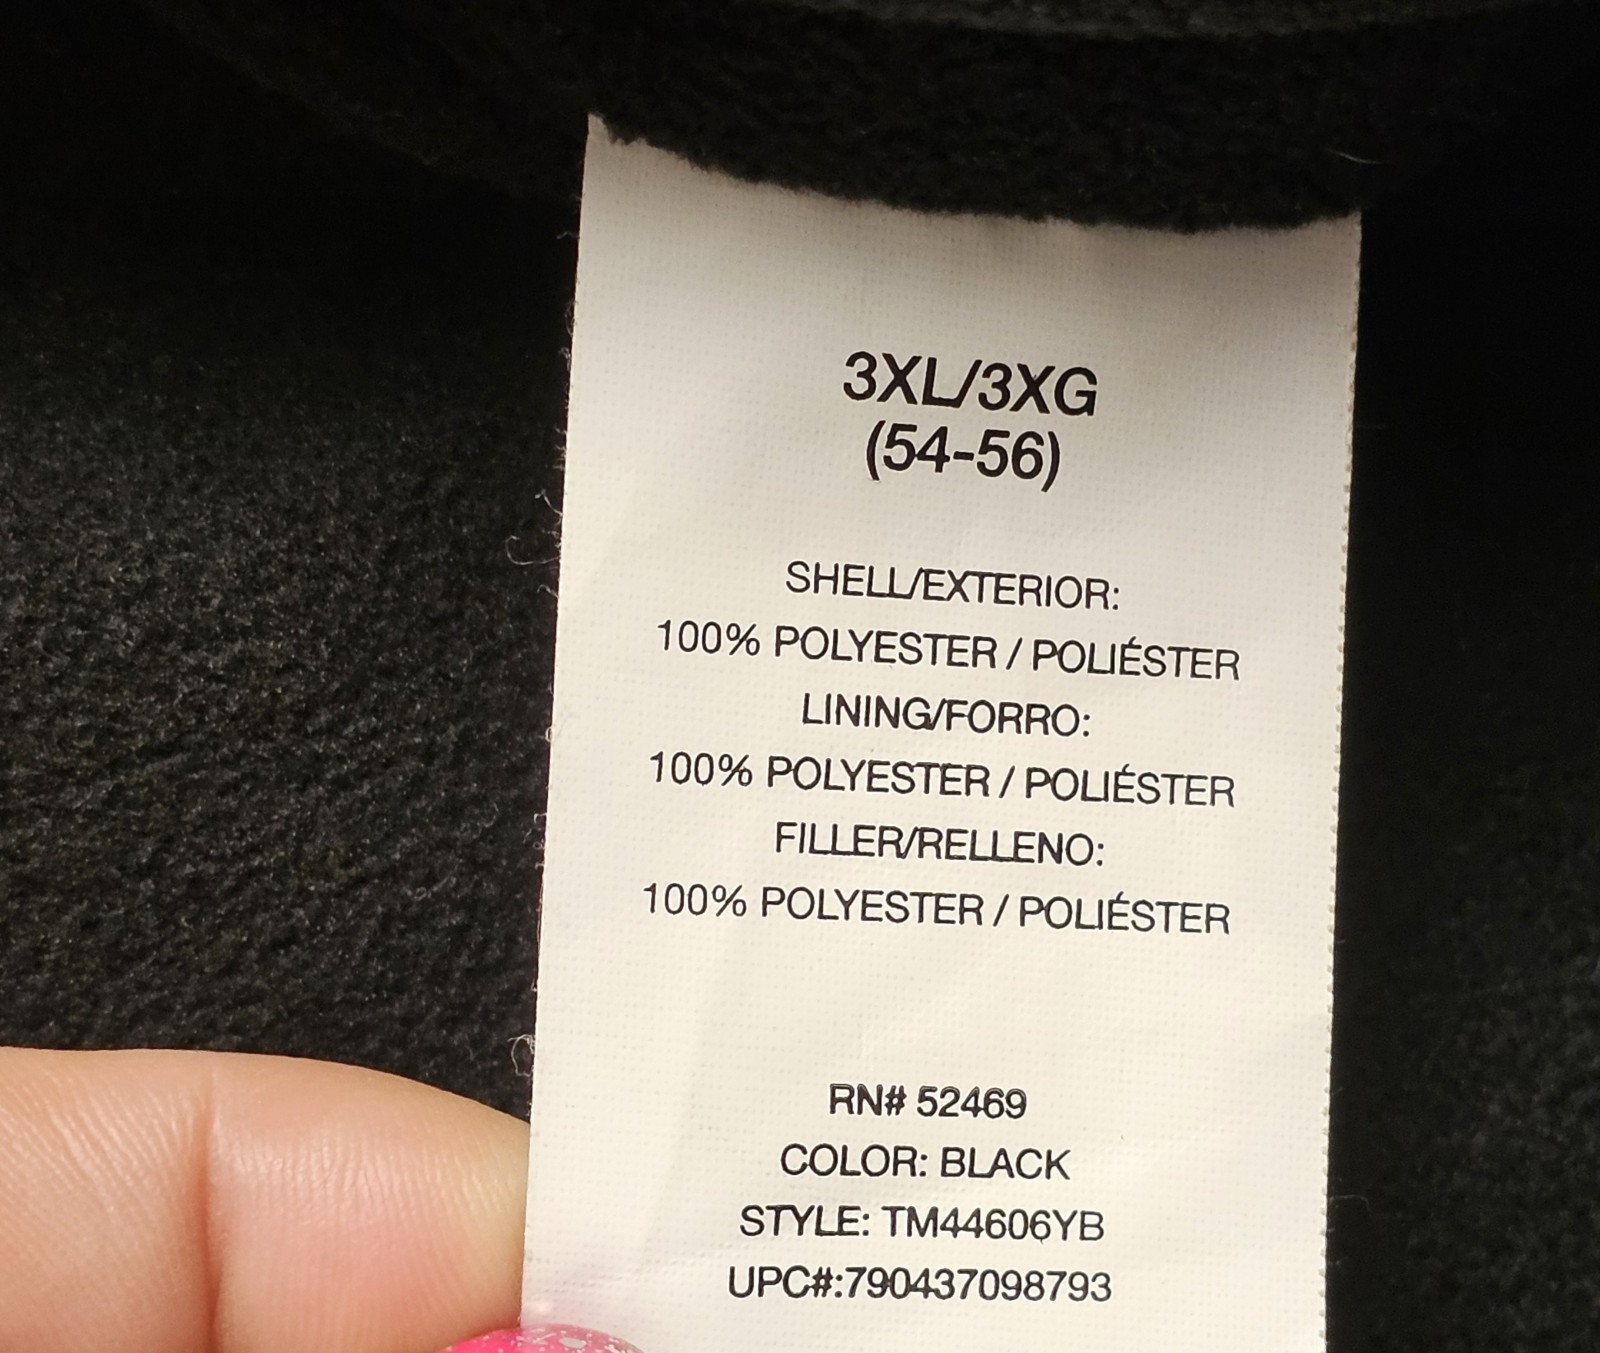 3XL/3XG
(54-56)
SHELL/EXTERIOR:
100% POLYESTER / POLIÉSTER
LINING/FORRO:
100% POLYESTER / POLIÉSTER
FILLER/RELLENO:
100% POLYESTER / POLIÉSTER
RN# 52469
COLOR: BLACK
STYLE: TM44606YB
UPC#:790437098793